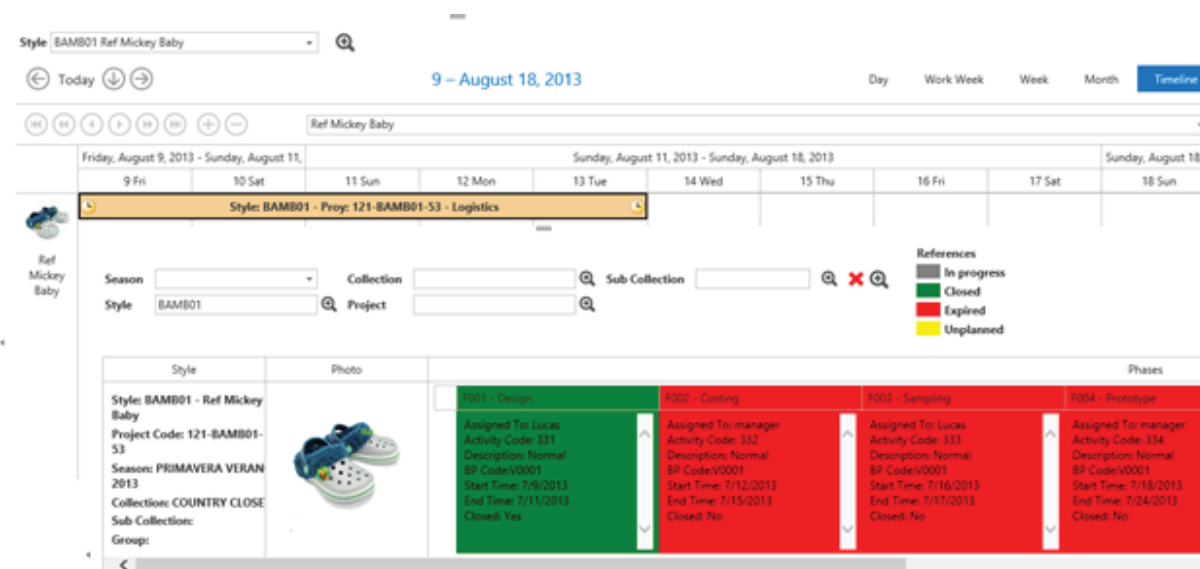 Style BAMB01 Ref Mickey Baby
Today 9 – August 18, 2013 Day Work Week Week Month Timeline
Ref Mickey Baby
Friday, August 9, 2013 - Sunday, August 11, Sunday, August 11, 2013 - Sunday, August 18, 2013 Sunday, August 18
9 Fri 10 Sat 11 Sun 12 Mon 13 Tue 14 Wed 15 Thu 16 Fri 17 Sat 18 Sun
Style: BAMB01 - Proy: 121-BAMB01-53 - Logistics
Ref
Mickey
Baby
Season Collection Sub Collection
Style BAMB01 Project
References
In progress
Closed
Expired
Unplanned
Style Photo Phases
Style: BAMB01 - Ref Mickey
Baby
Project Code: 121-BAMB01-
53
Season: PRIMAVERA VERAN
2013
Collection: COUNTRY CLOSE
Sub Collection:
Group:
F001 - Design
Assigned To: Lucas
Activity Code: 331
Description: Normal
BP Code:V0001
Start Time: 7/9/2013
End Time: 7/11/2013
Closed: Yes
F002 - Costing
Assigned To: manager
Activity Code: 332
Description: Normal
BP Code:V0001
Start Time: 7/12/2013
End Time: 7/15/2013
Closed: No
F003 - Sampling
Assigned To: Lucas
Activity Code: 333
Description: Normal
BP Code:V0001
Start Time: 7/16/2013
End Time: 7/17/2013
Closed: No
F004 - Prototype
Assigned To: manager
Activity Code: 334
Description: Normal
BP Code:V0001
Start Time: 7/18/2013
End Time: 7/24/2013
Closed: No